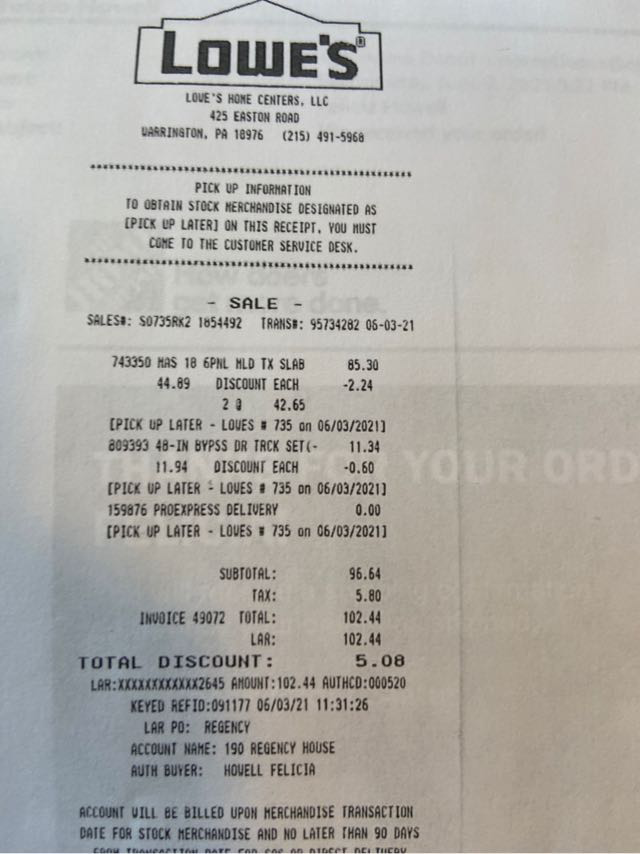 LOWE'S®
LOWE'S HOME CENTERS, LLC
425 EASTON ROAD
WARRINGTON, PA 18976 (215) 491-5968
**********************************************
PICK UP INFORMATION
TO OBTAIN STOCK MERCHANDISE DESIGNATED AS
[PICK UP LATER] ON THIS RECEIPT, YOU MUST
COME TO THE CUSTOMER SERVICE DESK.
**********************************************
- SALE -
SALES#: S0735RK2 1854492 TRANS#: 95734282 06-03-21
743350 MAS 18 6PNL MLD TX SLAB 85.30
44.89 DISCOUNT EACH -2.24
2 @ 42.65
[PICK UP LATER - LOWES # 735 on 06/03/2021]
809393 48-IN BYPSS DR TRCK SET(- 11.34
11.94 DISCOUNT EACH -0.60
[PICK UP LATER - LOWES # 735 on 06/03/2021]
159876 PROEXPRESS DELIVERY 0.00
[PICK UP LATER - LOWES # 735 on 06/03/2021]
SUBTOTAL: 96.64
TAX: 5.80
INVOICE 49072 TOTAL: 102.44
LAR: 102.44
TOTAL DISCOUNT: 5.08
LAR:XXXXXXXXXXXX2645 AMOUNT:102.44 AUTHCD:000520
KEYED REFID:091177 06/03/21 11:31:26
LAR PO: REGENCY
ACCOUNT NAME: 190 REGENCY HOUSE
AUTH BUYER: HOWELL FELICIA
ACCOUNT WILL BE BILLED UPON MERCHANDISE TRANSACTION
DATE FOR STOCK MERCHANDISE AND NO LATER THAN 90 DAYS
FROM TRANSACTION DATE FOR SOS OR DIRECT DELIVERY